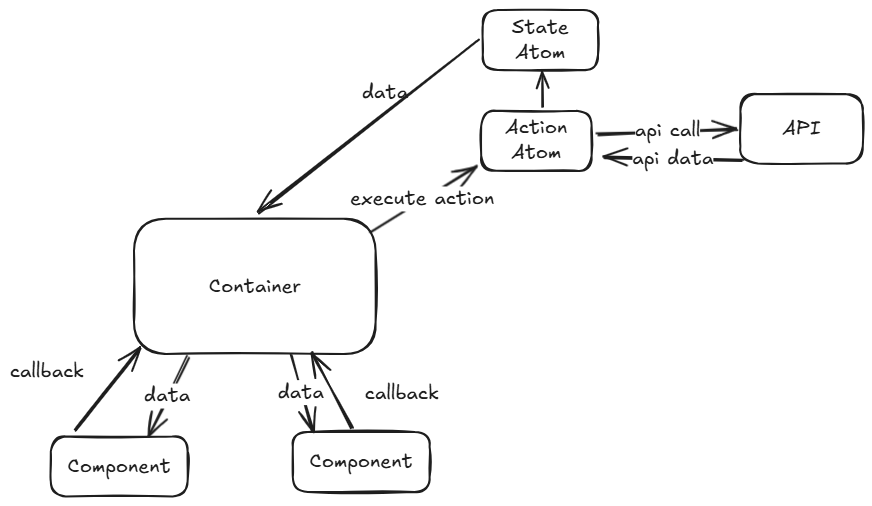 State
Atom
data
Action
Atom
api call
API
api data
execute action
Container
callback
data
data
callback
Component
Component